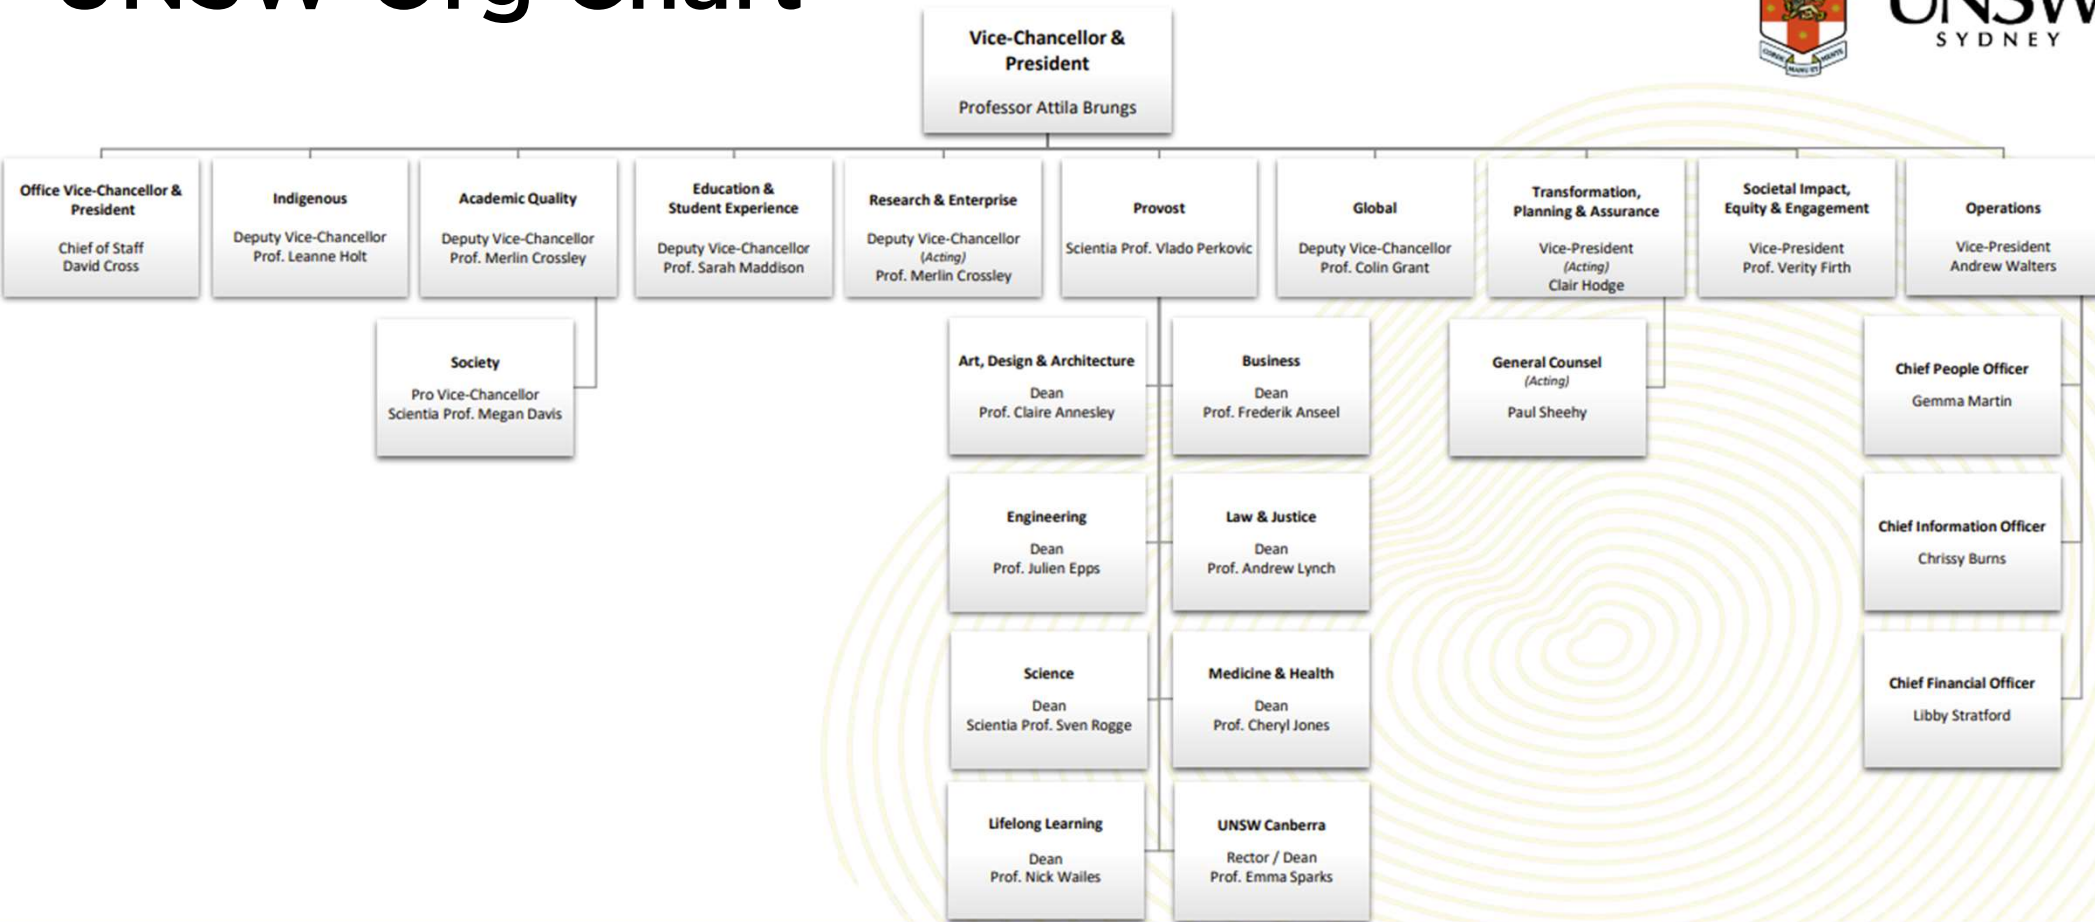 UNSW Org Chart
UNSW
SYDNEY
Vice-Chancellor &
President
Professor Attila Brungs
Office Vice-Chancellor &
President
Chief of Staff
David Cross
Indigenous
Deputy Vice-Chancellor
Prof. Leanne Holt
Academic Quality
Deputy Vice-Chancellor
Prof. Merlin Crossley
Education &
Student Experience
Deputy Vice-Chancellor
Prof. Sarah Maddison
Research & Enterprise
Deputy Vice-Chancellor
(Acting)
Prof. Merlin Crossley
Provost
Scientia Prof. Vlado Perkovic
Global
Deputy Vice-Chancellor
Prof. Colin Grant
Transformation,
Planning & Assurance
Vice-President
(Acting)
Clair Hodge
Societal Impact,
Equity & Engagement
Vice-President
Prof. Verity Firth
Operations
Vice-President
Andrew Walters
Society
Pro Vice-Chancellor
Scientia Prof. Megan Davis
Art, Design & Architecture
Dean
Prof. Claire Annesley
Business
Dean
Prof. Frederik Anseel
General Counsel
(Acting)
Paul Sheehy
Chief People Officer
Gemma Martin
Engineering
Dean
Prof. Julien Epps
Law & Justice
Dean
Prof. Andrew Lynch
Chief Information Officer
Chrissy Burns
Science
Dean
Scientia Prof. Sven Rogge
Medicine & Health
Dean
Prof. Cheryl Jones
Chief Financial Officer
Libby Stratford
Lifelong Learning
Dean
Prof. Nick Wailes
UNSW Canberra
Rector / Dean
Prof. Emma Sparks